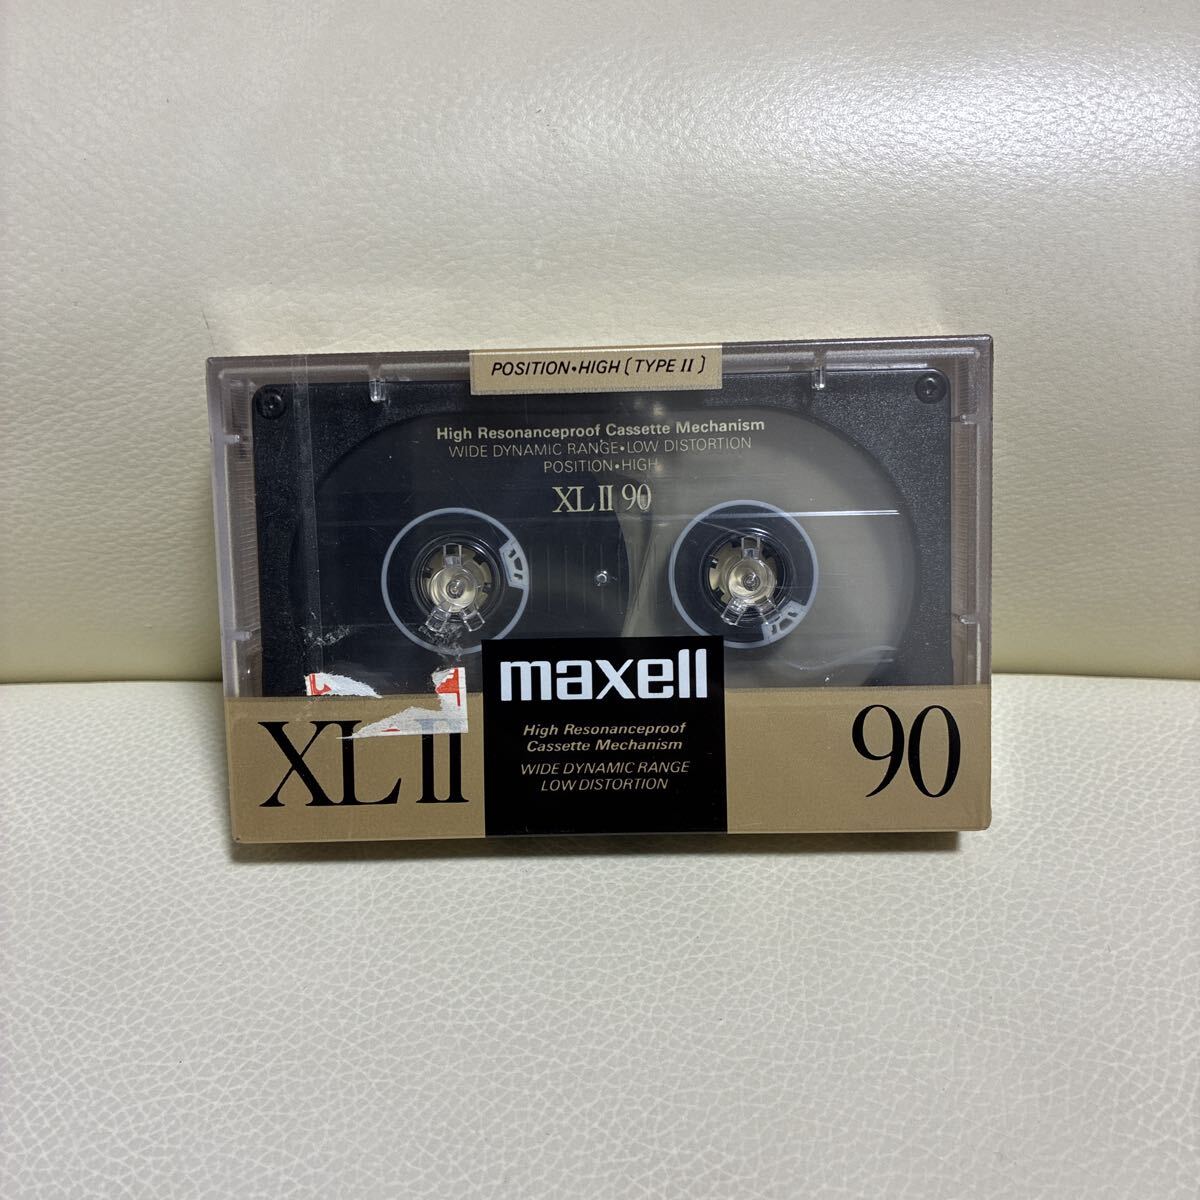 POSITION•HIGH [TYPE II]
High Resonanceproof Cassette Mechanism
WIDE DYNAMIC RANGE•LOW DISTORTION
POSITION•HIGH
XL II 90
maxell
XL II
High Resonanceproof
Cassette Mechanism
WIDE DYNAMIC RANGE
LOW DISTORTION
90